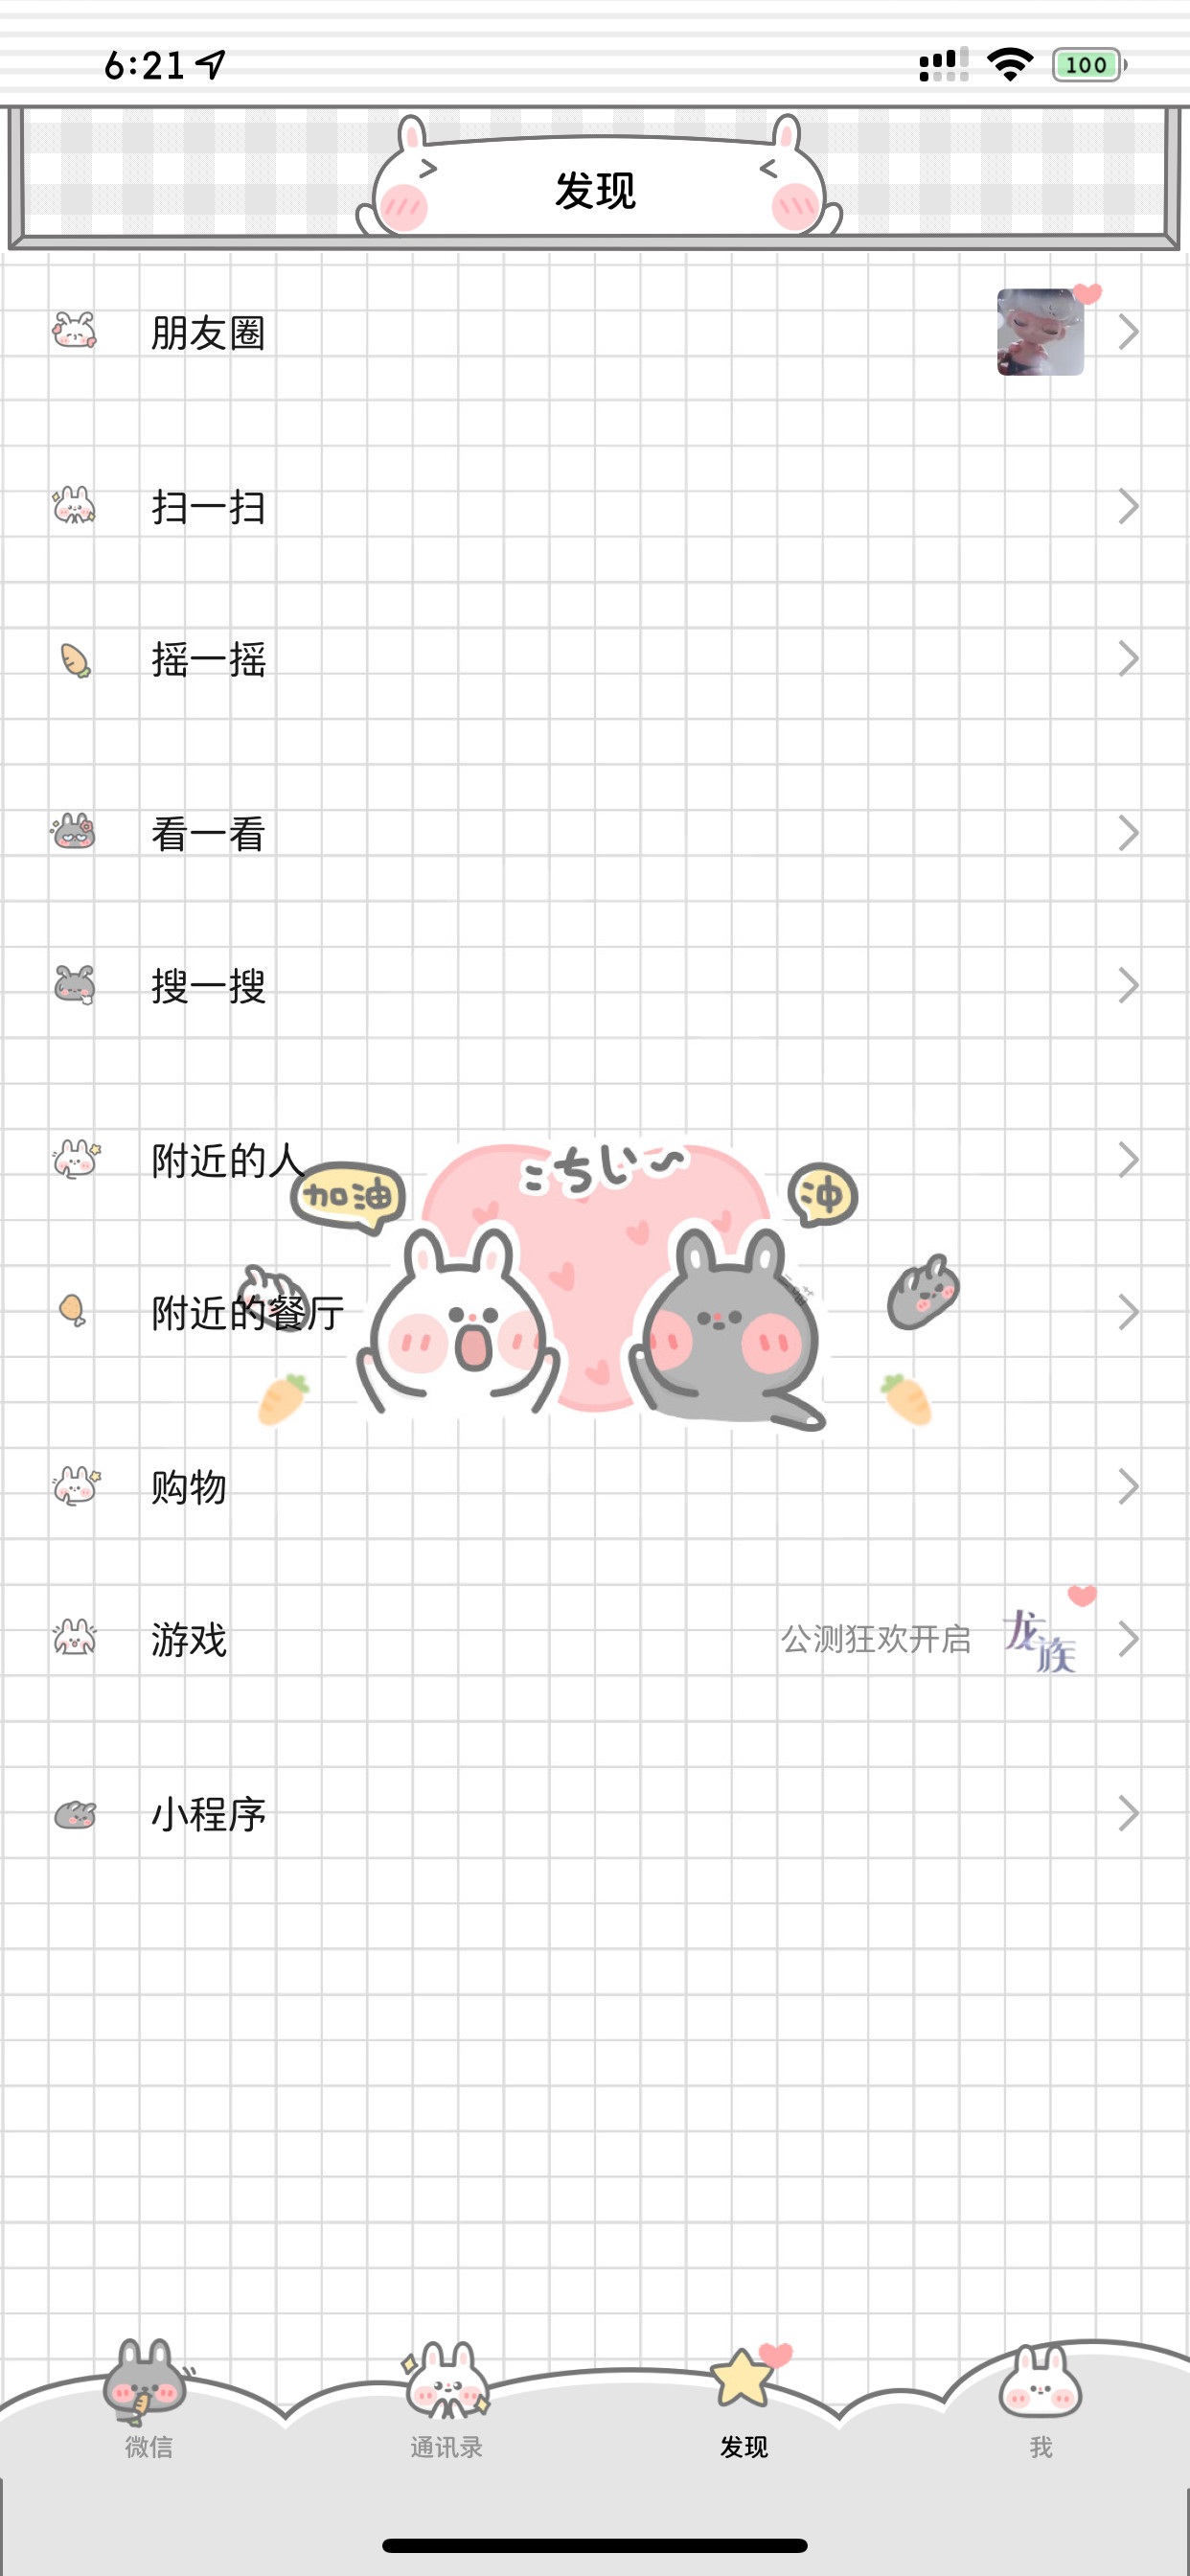 6:21
100
发现
朋友圈
扫一扫
摇一摇
看一看
搜一搜
附近的人
こちい～
加油
冲
附近的餐厅
购物
游戏
公测狂欢开启
龙族
小程序
微信
通讯录
发现
我